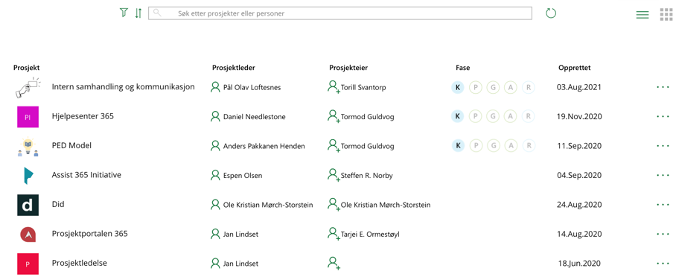 Søk etter prosjekter eller personer
Prosjekt Prosjektleder Prosjekteier Fase Opprettet
Intern samhandling og kommunikasjon Pål Olav Loftesnes Torill Svantorp K P G A R 03.Aug.2021
PI Hjelpesenter 365 Daniel Needlestone Tormod Guldvog K P G A R 19.Nov.2020
PED Model Anders Pakkanen Henden Tormod Guldvog K P G A R 11.Sep.2020
Assist 365 Initiative Espen Olsen Steffen R. Norby 04.Sep.2020
d Did Ole Kristian Mørch-Storstein Ole Kristian Mørch-Storstein 24.Aug.2020
Prosjektportalen 365 Jan Lindset Tarjei E. Ormestøyl 14.Aug.2020
P Prosjektledelse Jan Lindset 18.Jun.2020